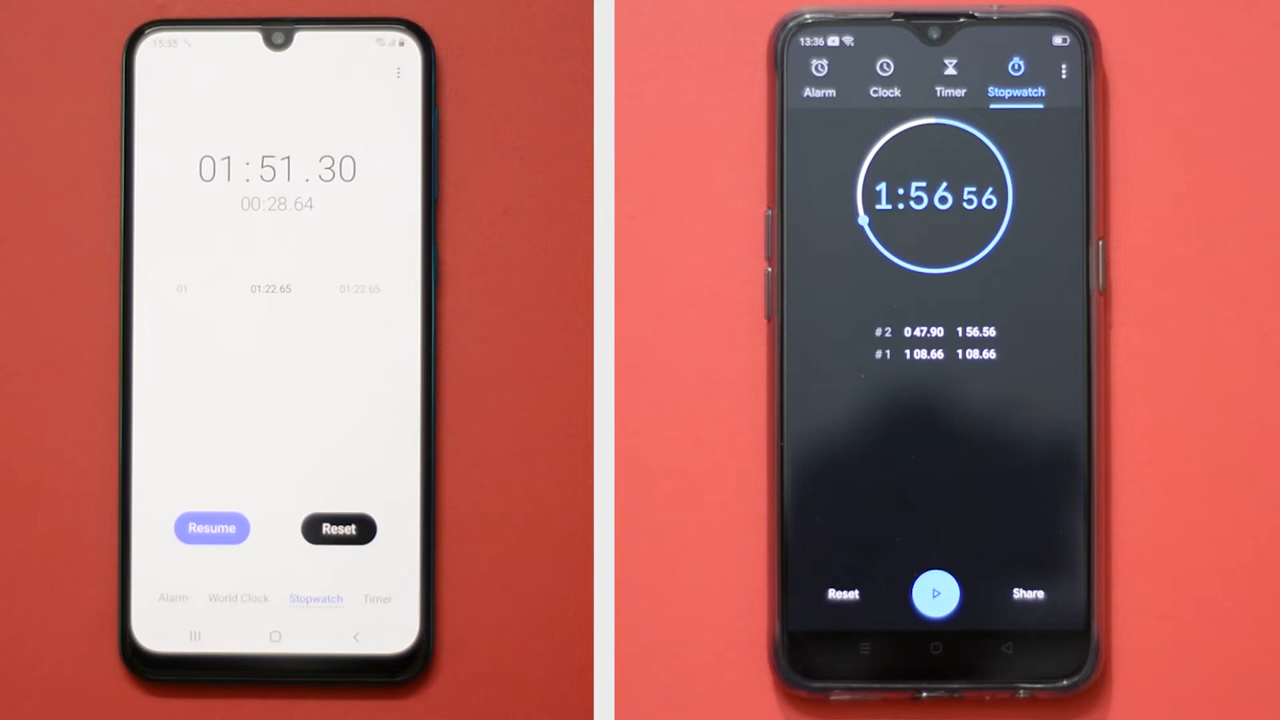 15:35
01:51.30
00:28.64
01 01:22.65 01:22.65
Resume Reset
Alarm World Clock Stopwatch Timer
13:36
Alarm Clock Timer Stopwatch
1:56 56
# 2 0 47.90 1 56.56
# 1 1 08.66 1 08.66
Reset Share